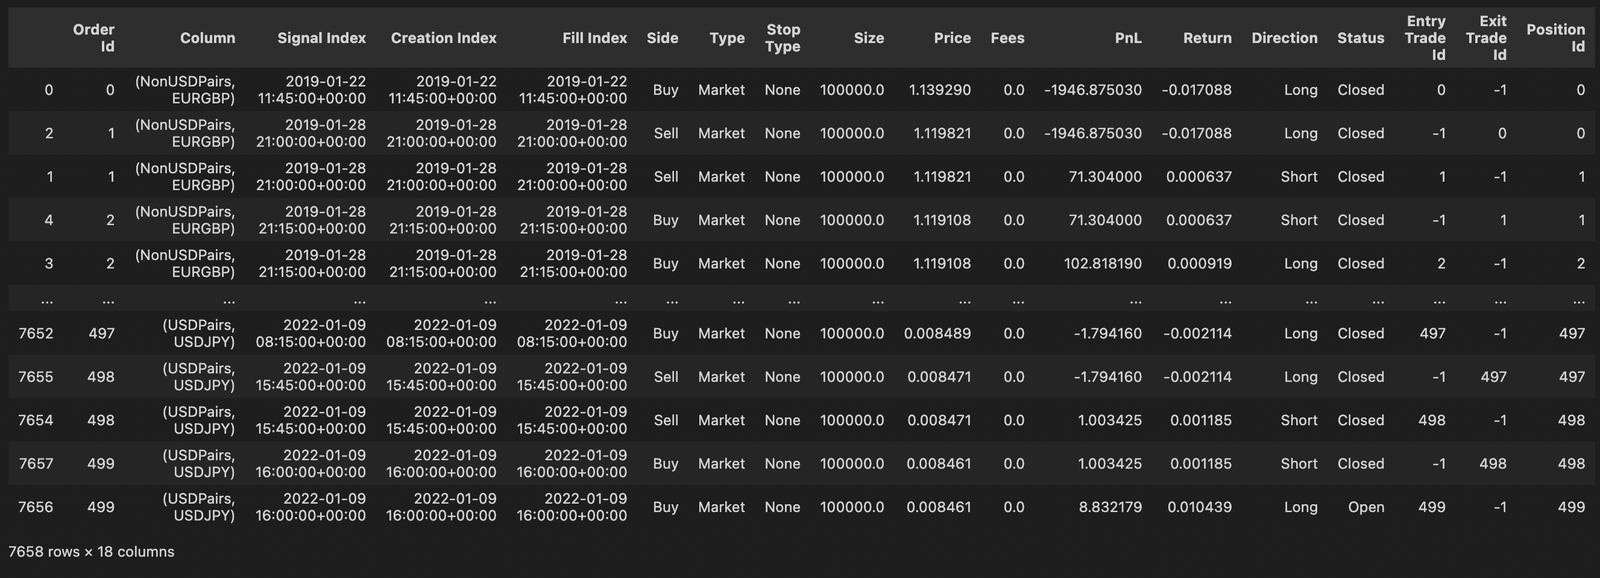 Order Id Column Signal Index Creation Index Fill Index Side Type Stop Type Size Price Fees PnL Return Direction Status Entry Trade Id Exit Trade Id Position Id
0 0 (NonUSDPairs, EURGBP) 2019-01-22 11:45:00+00:00 2019-01-22 11:45:00+00:00 2019-01-22 11:45:00+00:00 Buy Market None 100000.0 1.139290 0.0 -1946.875030 -0.017088 Long Closed 0 -1 0
2 1 (NonUSDPairs, EURGBP) 2019-01-28 21:00:00+00:00 2019-01-28 21:00:00+00:00 2019-01-28 21:00:00+00:00 Sell Market None 100000.0 1.119821 0.0 -1946.875030 -0.017088 Long Closed -1 0 0
1 1 (NonUSDPairs, EURGBP) 2019-01-28 21:00:00+00:00 2019-01-28 21:00:00+00:00 2019-01-28 21:00:00+00:00 Sell Market None 100000.0 1.119821 0.0 71.304000 0.000637 Short Closed 1 -1 1
4 2 (NonUSDPairs, EURGBP) 2019-01-28 21:15:00+00:00 2019-01-28 21:15:00+00:00 2019-01-28 21:15:00+00:00 Buy Market None 100000.0 1.119108 0.0 71.304000 0.000637 Short Closed -1 1 1
3 2 (NonUSDPairs, EURGBP) 2019-01-28 21:15:00+00:00 2019-01-28 21:15:00+00:00 2019-01-28 21:15:00+00:00 Buy Market None 100000.0 1.119108 0.0 102.818190 0.000919 Long Closed 2 -1 2
... ... ... ... ... ... ... ... ... ... ... ... ... ... ... ... ... ... ...
7652 497 (USDPairs, USDJPY) 2022-01-09 08:15:00+00:00 2022-01-09 08:15:00+00:00 2022-01-09 08:15:00+00:00 Buy Market None 100000.0 0.008489 0.0 -1.794160 -0.002114 Long Closed 497 -1 497
7655 498 (USDPairs, USDJPY) 2022-01-09 15:45:00+00:00 2022-01-09 15:45:00+00:00 2022-01-09 15:45:00+00:00 Sell Market None 100000.0 0.008471 0.0 -1.794160 -0.002114 Long Closed -1 497 497
7654 498 (USDPairs, USDJPY) 2022-01-09 15:45:00+00:00 2022-01-09 15:45:00+00:00 2022-01-09 15:45:00+00:00 Sell Market None 100000.0 0.008471 0.0 1.003425 0.001185 Short Closed 498 -1 498
7657 499 (USDPairs, USDJPY) 2022-01-09 16:00:00+00:00 2022-01-09 16:00:00+00:00 2022-01-09 16:00:00+00:00 Buy Market None 100000.0 0.008461 0.0 1.003425 0.001185 Short Closed -1 498 498
7656 499 (USDPairs, USDJPY) 2022-01-09 16:00:00+00:00 2022-01-09 16:00:00+00:00 2022-01-09 16:00:00+00:00 Buy Market None 100000.0 0.008461 0.0 8.832179 0.010439 Long Open 499 -1 499
7658 rows × 18 columns